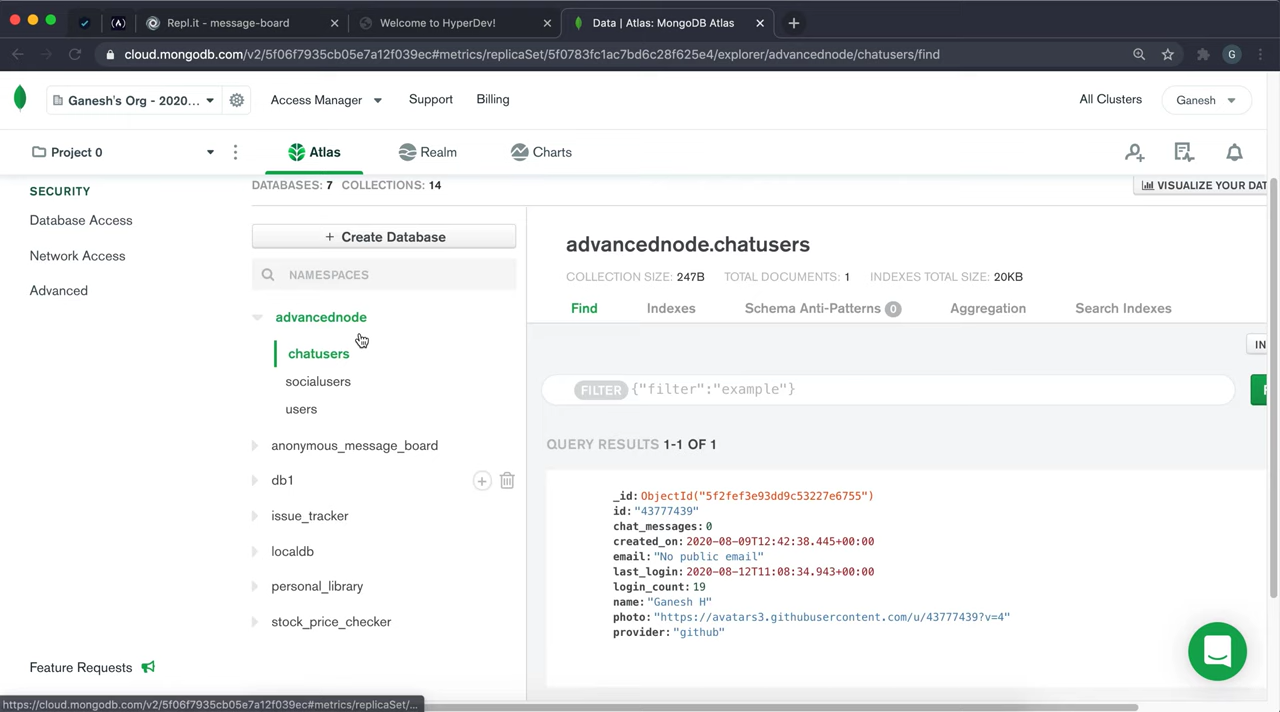 Repl.it - message-board
Welcome to HyperDev!
Data | Atlas: MongoDB Atlas
cloud.mongodb.com/v2/5f06f7935cb05e7a12f039ec#metrics/replicaSet/5f0783fc1ac7bd6c28f625e4/explorer/advancednode/chatusers/find
G
Ganesh's Org - 2020...
Access Manager
Support
Billing
All Clusters
Ganesh
Project 0
Atlas
Realm
Charts
SECURITY
Database Access
Network Access
Advanced
Feature Requests
DATABASES: 7 COLLECTIONS: 14
VISUALIZE YOUR DAT
+ Create Database
NAMESPACES
advancednode
chatusers
socialusers
users
anonymous_message_board
db1
issue_tracker
localdb
personal_library
stock_price_checker
advancednode.chatusers
COLLECTION SIZE: 247B TOTAL DOCUMENTS: 1 INDEXES TOTAL SIZE: 20KB
Find
Indexes
Schema Anti-Patterns 0
Aggregation
Search Indexes
IN
FILTER {"filter":"example"}
F
QUERY RESULTS 1-1 OF 1
_id: ObjectId("5f2fef3e93dd9c53227e6755")
id: "43777439"
chat_messages: 0
created_on: 2020-08-09T12:42:38.445+00:00
email: "No public email"
last_login: 2020-08-12T11:08:34.943+00:00
login_count: 19
name: "Ganesh H"
photo: "https://avatars3.githubusercontent.com/u/43777439?v=4"
provider: "github"
https://cloud.mongodb.com/v2/5f06f7935cb05e7a12f039ec#metrics/replicaSet/...